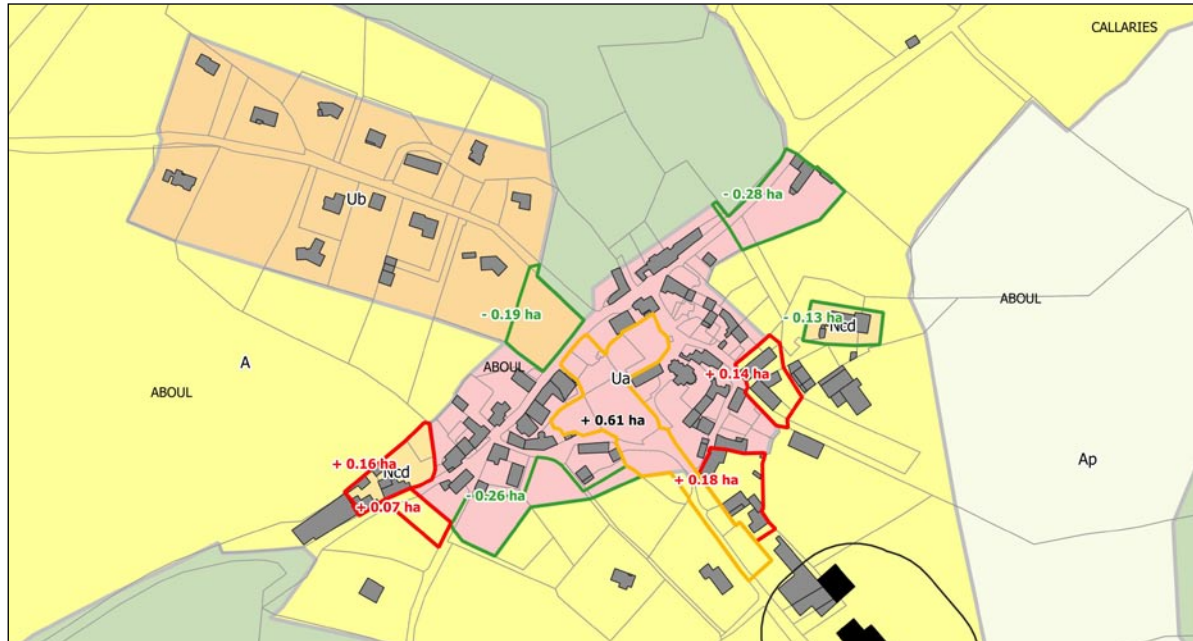 CALLARIES
- 0.28 ha
Ub
ABOUL
- 0.19 ha
- 0.13 ha
Ncd
A
ABOUL
ABOUL
Ua
+ 0.14 ha
+ 0.61 ha
Ap
+ 0.16 ha
Ncd
+ 0.18 ha
- 0.26 ha
+ 0.07 ha